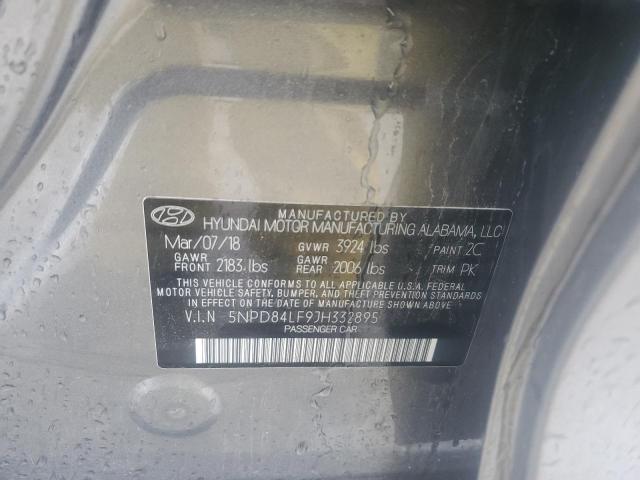 MANUFACTURED BY
HYUNDAI MOTOR MANUFACTURING ALABAMA, LLC
Mar/07/18 GVWR 3924 lbs PAINT 2C
GAWR FRONT 2183 lbs GAWR REAR 2006 lbs TRIM PK
THIS VEHICLE CONFORMS TO ALL APPLICABLE U.S.A. FEDERAL
MOTOR VEHICLE SAFETY, BUMPER, AND THEFT PREVENTION STANDARDS
IN EFFECT ON THE DATE OF MANUFACTURE SHOWN ABOVE.
V.I.N 5NPD84LF9JH332895
PASSENGER CAR